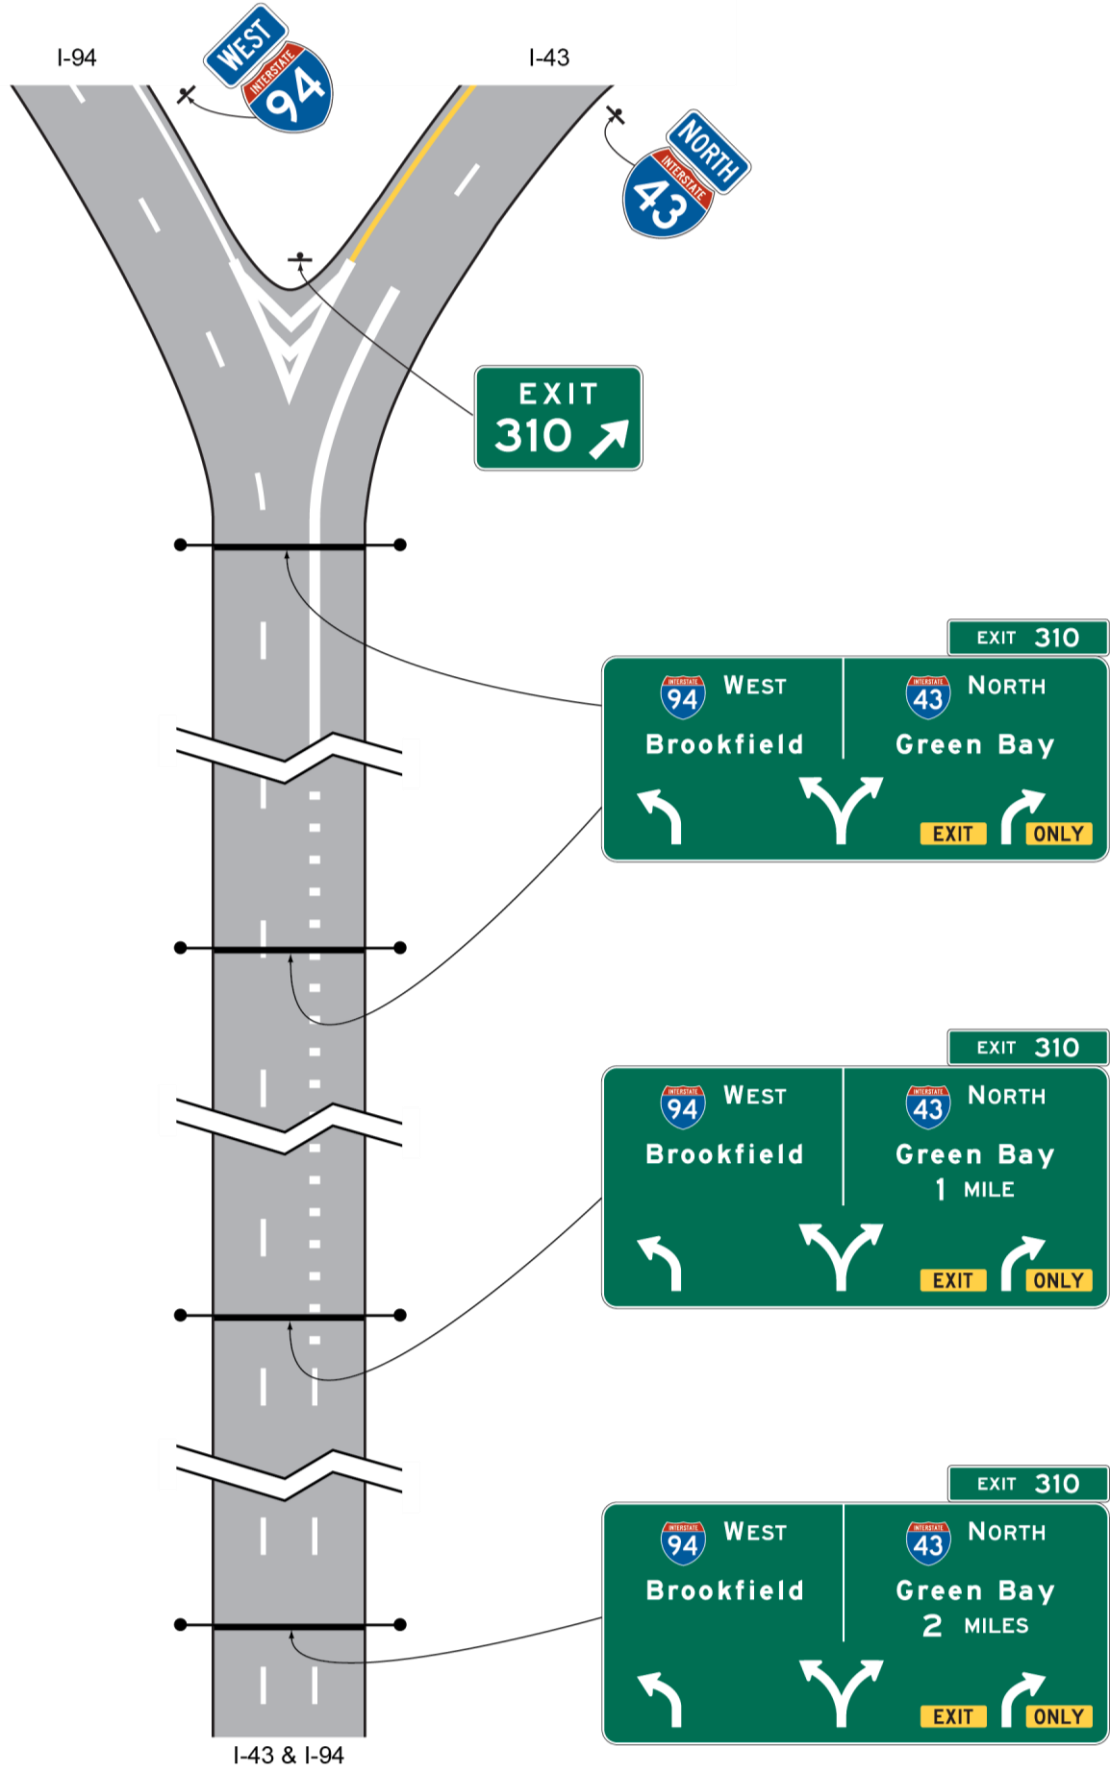 I-94
WEST
INTERSTATE
94
I-43
NORTH
INTERSTATE
43
EXIT
310
EXIT 310
INTERSTATE
94 WEST
Brookfield
INTERSTATE
43 NORTH
Green Bay
EXIT ONLY
EXIT 310
INTERSTATE
94 WEST
Brookfield
INTERSTATE
43 NORTH
Green Bay
1 MILE
EXIT ONLY
EXIT 310
INTERSTATE
94 WEST
Brookfield
INTERSTATE
43 NORTH
Green Bay
2 MILES
EXIT ONLY
I-43 & I-94